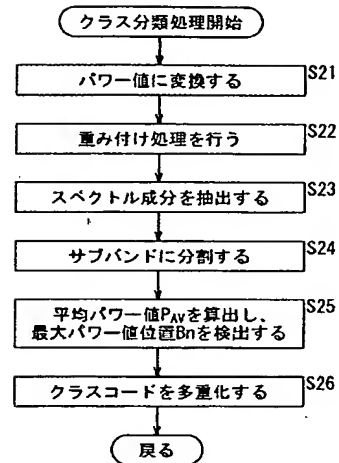 クラス分類処理開始
パワー値に変換する S21
重み付け処理を行う S22
スペクトル成分を抽出する S23
サブバンドに分割する S24
平均パワー値PAVを算出し、 S25
最大パワー値位置Bnを検出する
クラスコードを多重化する S26
戻る